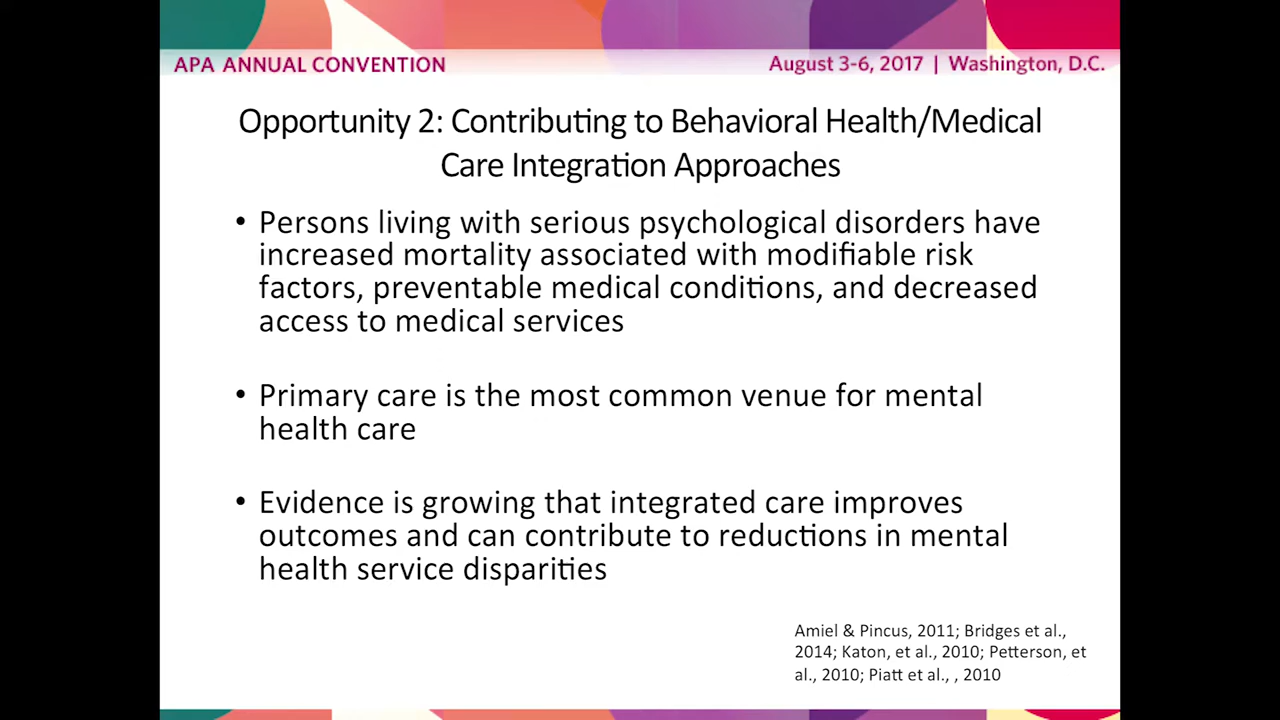 APA ANNUAL CONVENTION
August 3-6, 2017 | Washington, D.C.
Opportunity 2: Contributing to Behavioral Health/Medical
Care Integration Approaches
• Persons living with serious psychological disorders have
increased mortality associated with modifiable risk
factors, preventable medical conditions, and decreased
access to medical services
• Primary care is the most common venue for mental
health care
• Evidence is growing that integrated care improves
outcomes and can contribute to reductions in mental
health service disparities
Amiel & Pincus, 2011; Bridges et al.,
2014; Katon, et al., 2010; Petterson, et
al., 2010; Piatt et al., , 2010